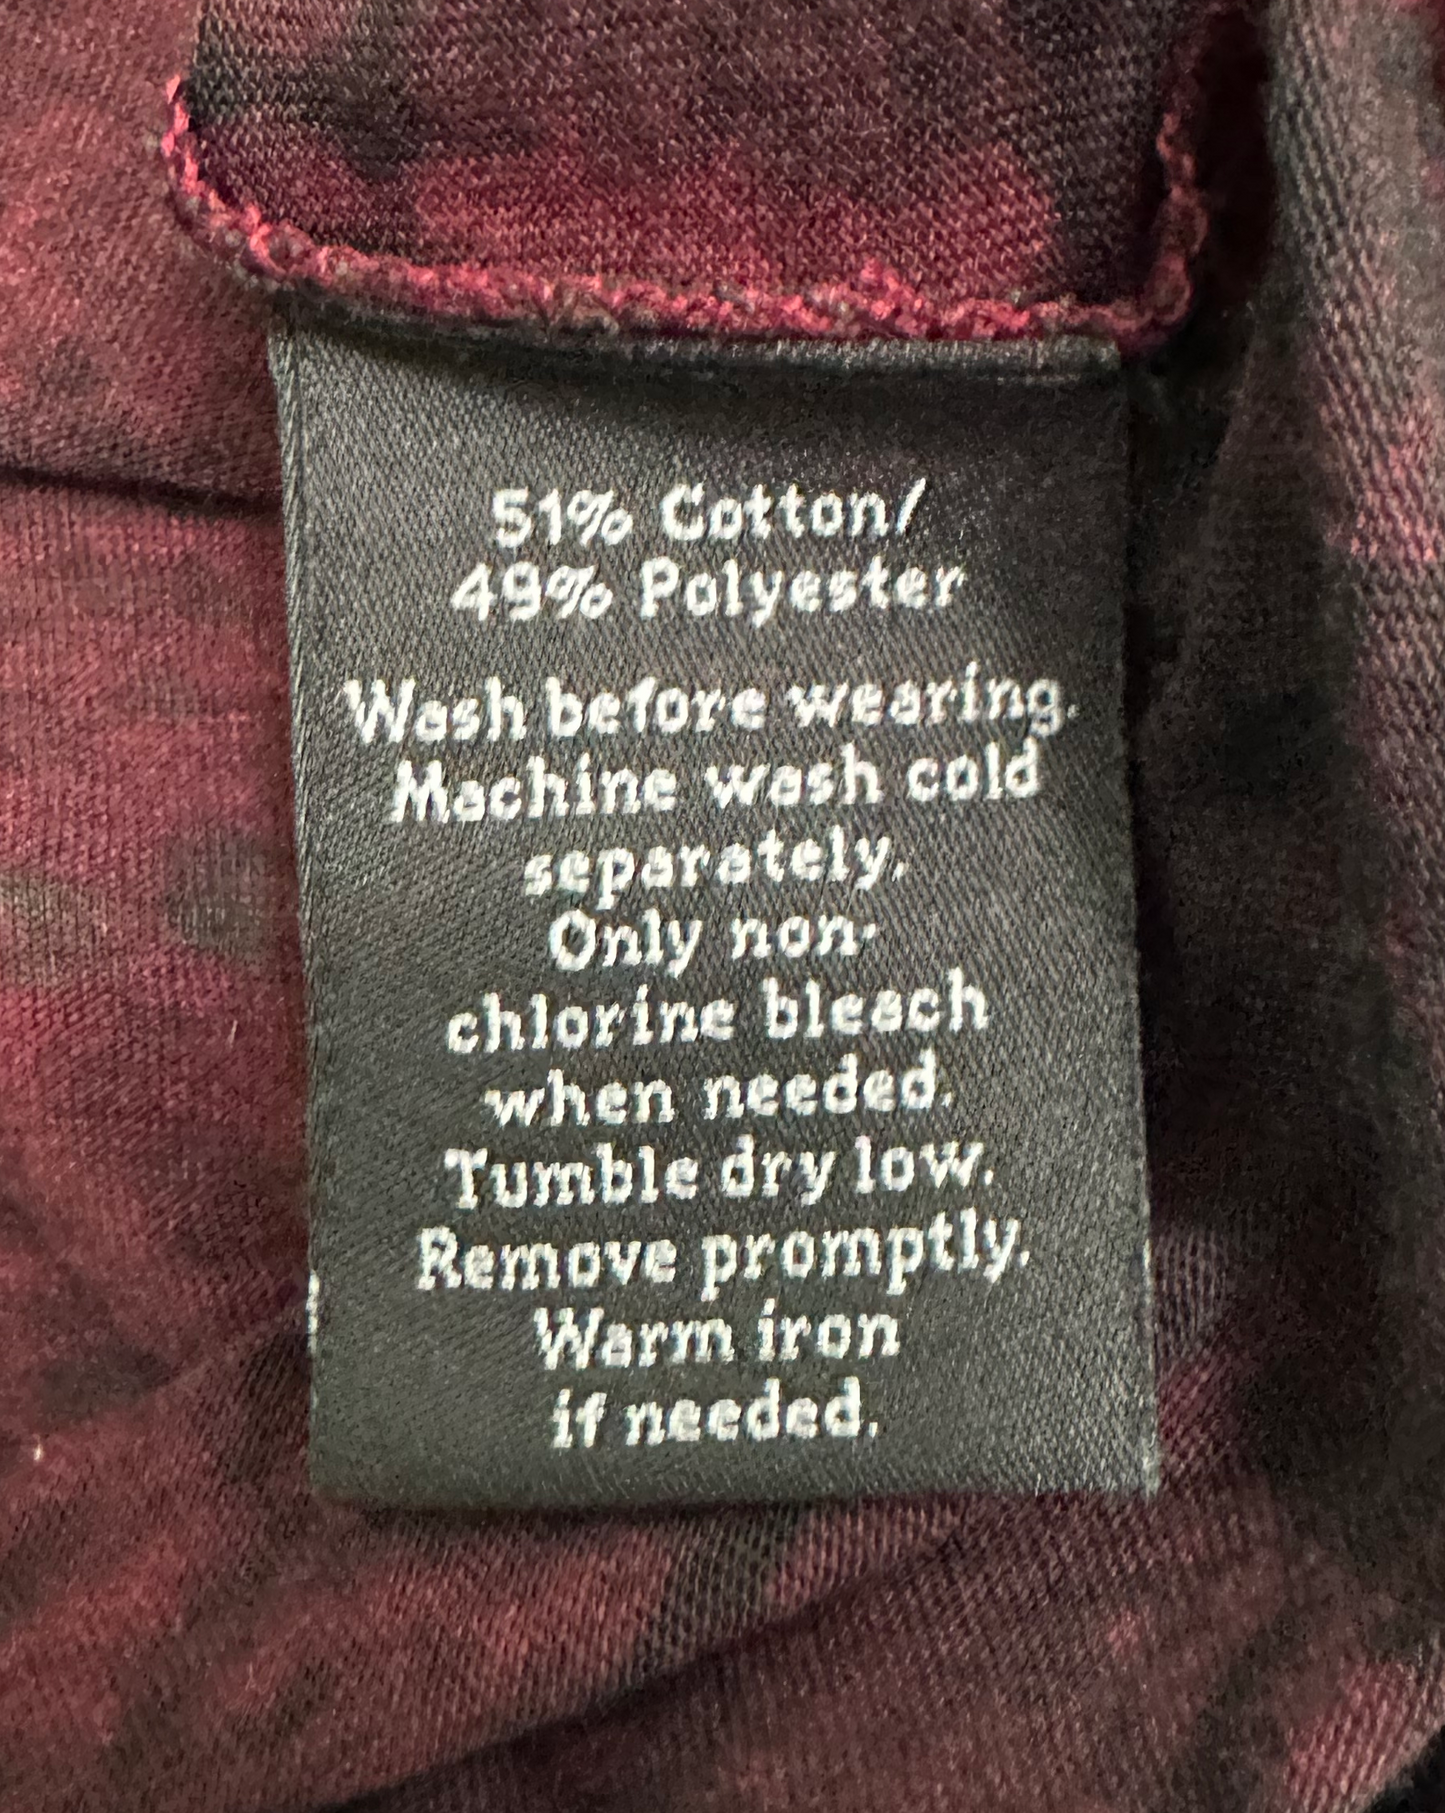 51% Cotton/
49% Polyester
Wash before wearing.
Machine wash cold
separately.
Only non-
chlorine bleach
when needed.
Tumble dry low.
Remove promptly.
Warm iron
if needed.